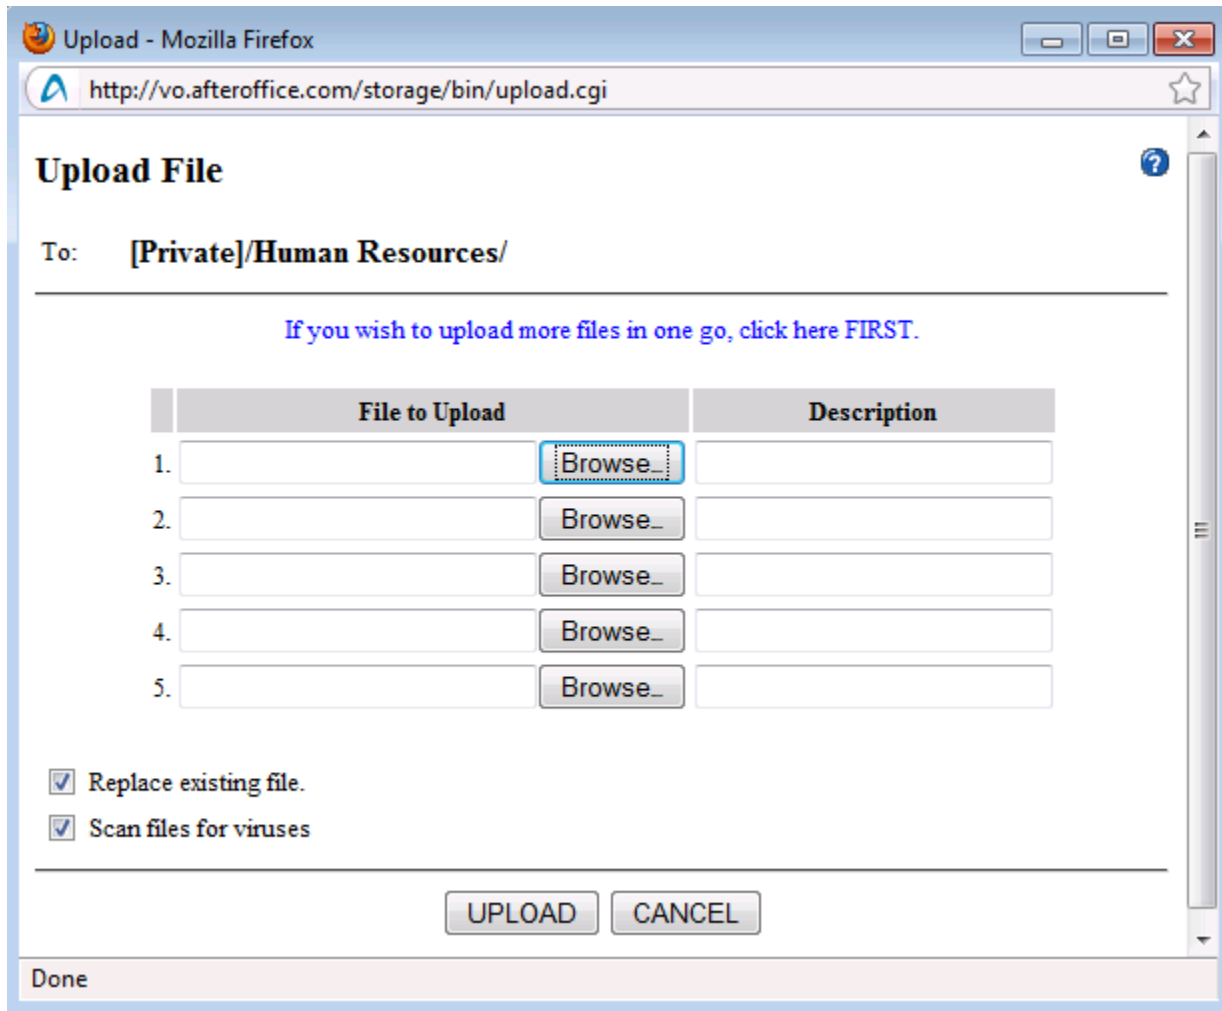 Upload - Mozilla Firefox
http://vo.afteroffice.com/storage/bin/upload.cgi
Upload File
To: [Private]/Human Resources/
If you wish to upload more files in one go, click here FIRST.
File to Upload Description
1. Browse...
2. Browse...
3. Browse...
4. Browse...
5. Browse...
Replace existing file.
Scan files for viruses
UPLOAD CANCEL
Done